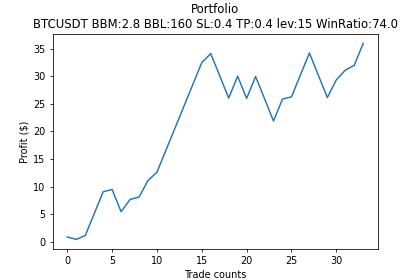 Portfolio
BTCUSDT BBM:2.8 BBL:160 SL:0.4 TP:0.4 lev:15 WinRatio:74.0
35
30
25
20
15
10
5
0
Profit ($)
0 5 10 15 20 25 30
Trade counts